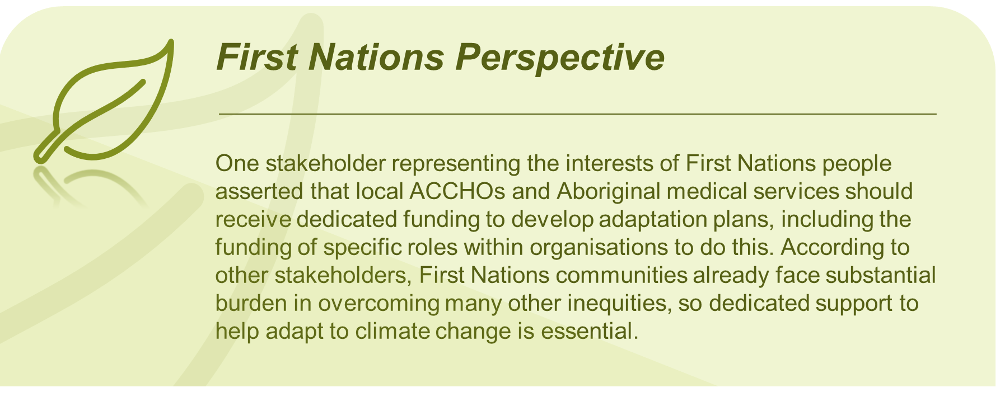 First Nations Perspective
One stakeholder representing the interests of First Nations people
asserted that local ACCHOs and Aboriginal medical services should
receive dedicated funding to develop adaptation plans, including the
funding of specific roles within organisations to do this. According to
other stakeholders, First Nations communities already face substantial
burden in overcoming many other inequities, so dedicated support to
help adapt to climate change is essential.